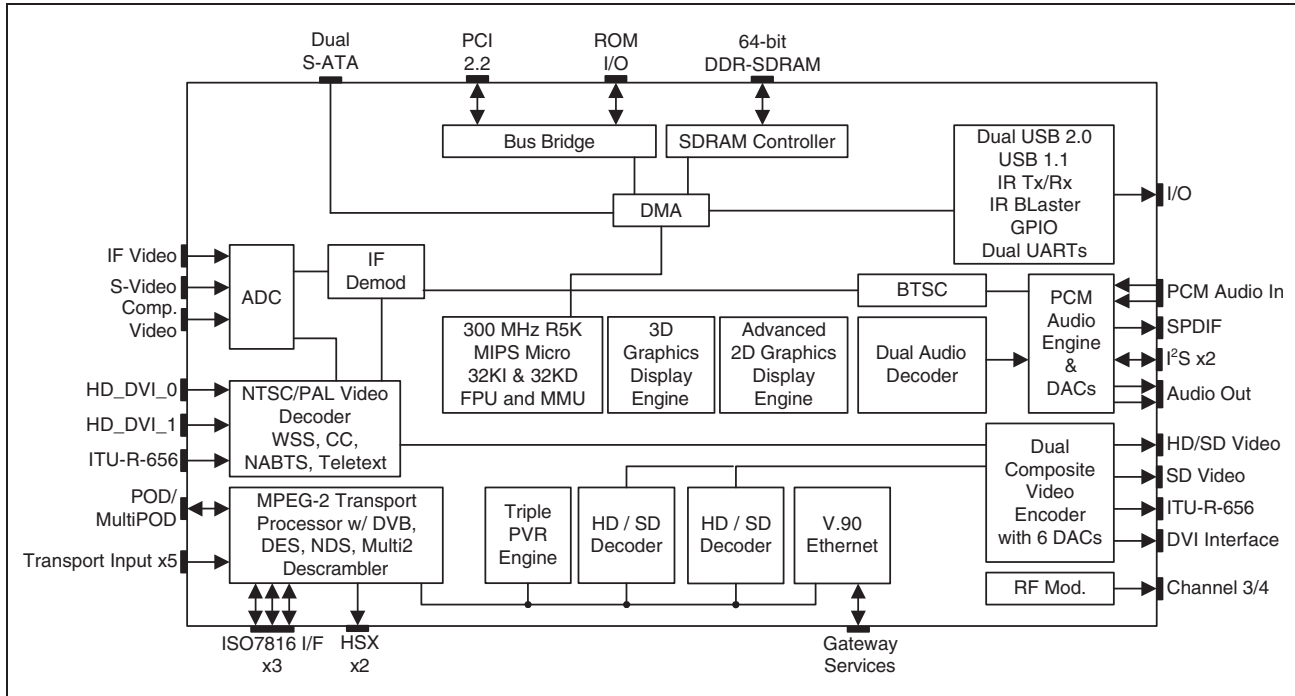 Dual
S-ATA
PCI
2.2
ROM
I/O
64-bit
DDR-SDRAM
Bus Bridge
SDRAM Controller
Dual USB 2.0
USB 1.1
IR Tx/Rx
IR BLaster
GPIO
Dual UARTs
I/O
DMA
IF Video
S-Video
Comp.
Video
ADC
IF
Demod
BTSC
PCM
Audio
Engine
&
DACs
PCM Audio In
SPDIF
I²S x2
Audio Out
300 MHz R5K
MIPS Micro
32KI & 32KD
FPU and MMU
3D
Graphics
Display
Engine
Advanced
2D Graphics
Display
Engine
Dual Audio
Decoder
HD_DVI_0
HD_DVI_1
ITU-R-656
NTSC/PAL Video
Decoder
WSS, CC,
NABTS, Teletext
Dual
Composite
Video
Encoder
with 6 DACs
HD/SD Video
SD Video
ITU-R-656
DVI Interface
POD/
MultiPOD
Transport Input x5
MPEG-2 Transport
Processor w/ DVB,
DES, NDS, Multi2
Descrambler
Triple
PVR
Engine
HD / SD
Decoder
HD / SD
Decoder
V.90
Ethernet
RF Mod.
Channel 3/4
ISO7816 I/F
x3
HSX
x2
Gateway
Services